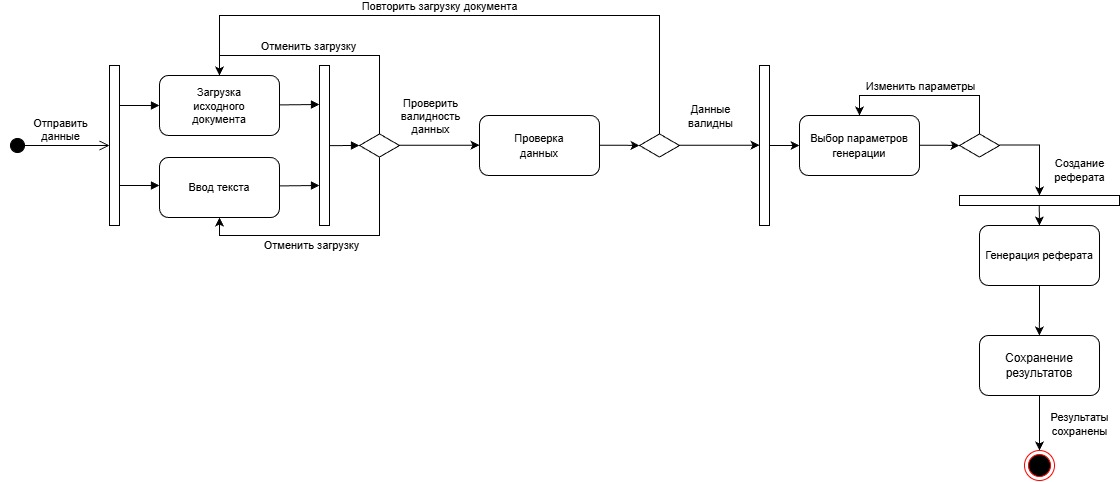 Повторить загрузку документа
Отменить загрузку
Отправить
данные
Загрузка
исходного
документа
Ввод текста
Отменить загрузку
Проверить
валидность
данных
Проверка
данных
Данные
валидны
Изменить параметры
Выбор параметров
генерации
Создание
реферата
Генерация реферата
Сохранение
результатов
Результаты
сохранены